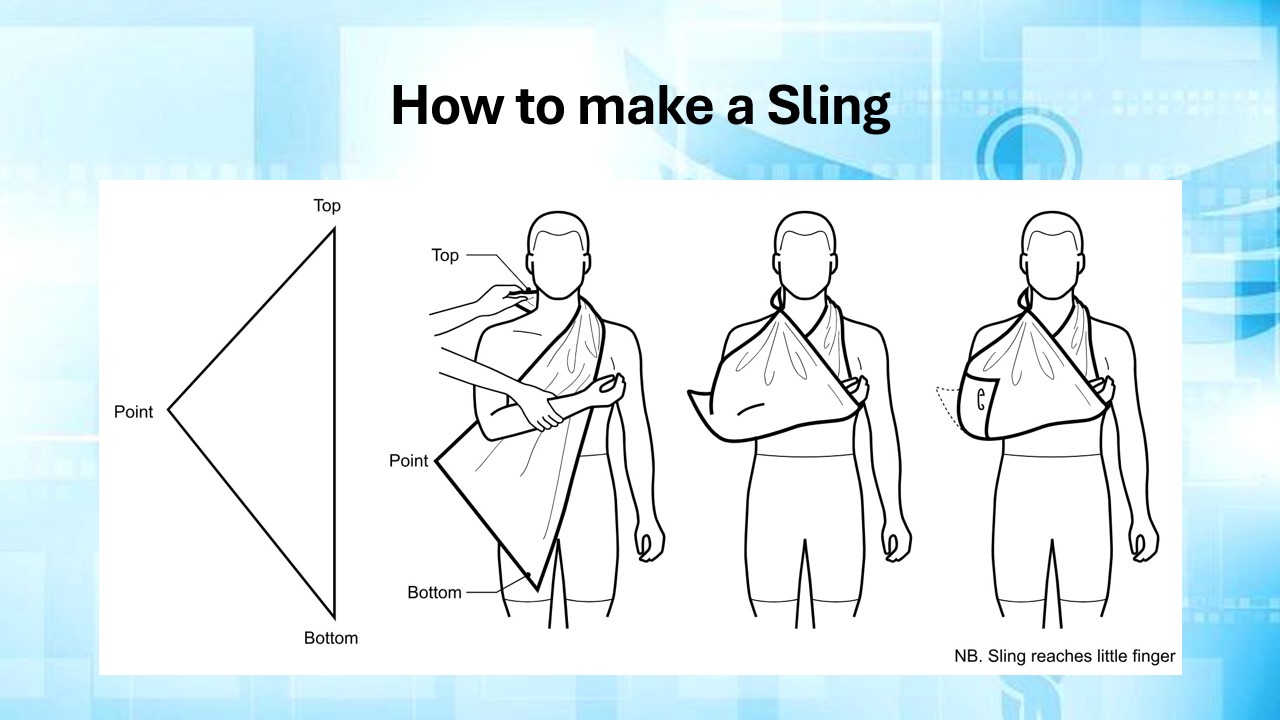 How to make a Sling
Top
Point
Bottom
Top
Point
Bottom
NB. Sling reaches little finger